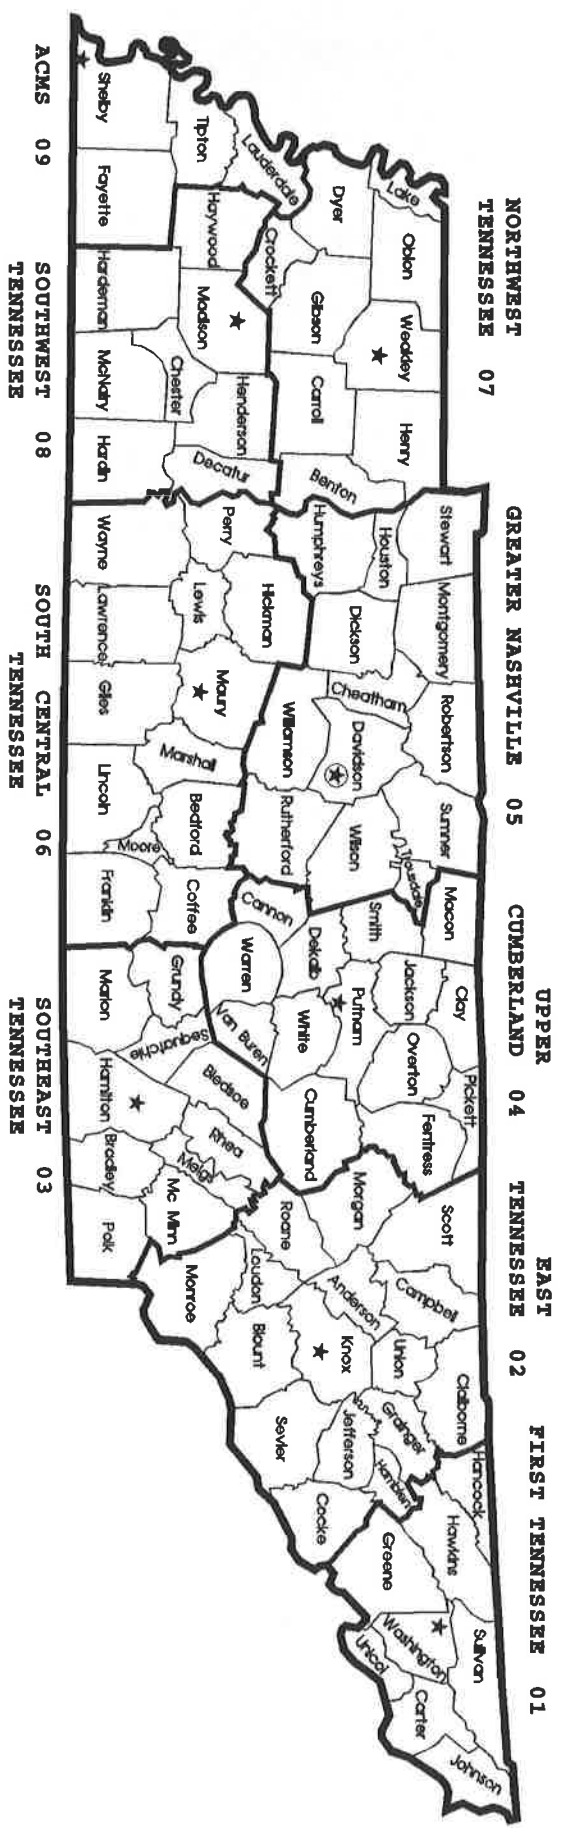 NORTHWEST
TENNESSEE 07
GREATER NASHVILLE 05
UPPER
CUMBERLAND 04
EAST
TENNESSEE 02
FIRST TENNESSEE 01
Lake
Obion
Weakley
Henry
Dyer
Gibson
Carroll
Benton
Crockett
Lauderdale
Tipton
Haywood
Madison
Henderson
Decatur
Chester
Shelby
Fayette
Hardeman
McNairy
Hardin
Stewart
Montgomery
Robertson
Sumner
Trousdale
Houston
Humphreys
Dickson
Cheatham
Davidson
Wilson
Williamson
Rutherford
Macon
Clay
Pickett
Smith
Jackson
Overton
Fentress
Putnam
Dekalb
White
Cumberland
Cannon
Warren
Van Buren
Perry
Hickman
Lewis
Maury
Marshall
Bedford
Coffee
Moore
Wayne
Lawrence
Giles
Lincoln
Franklin
Grundy
Sequatchie
Bledsoe
Rhea
Meigs
Mc Minn
Marion
Hamilton
Bradley
Polk
Scott
Campbell
Claiborne
Morgan
Anderson
Union
Grainger
Hamblen
Roane
Loudon
Knox
Jefferson
Monroe
Blount
Sevier
Cocke
Hancock
Hawkins
Sullivan
Greene
Washington
Unicoi
Carter
Johnson
ACMS 09
SOUTHWEST 08
TENNESSEE
SOUTH CENTRAL 06
TENNESSEE
SOUTHEAST 03
TENNESSEE